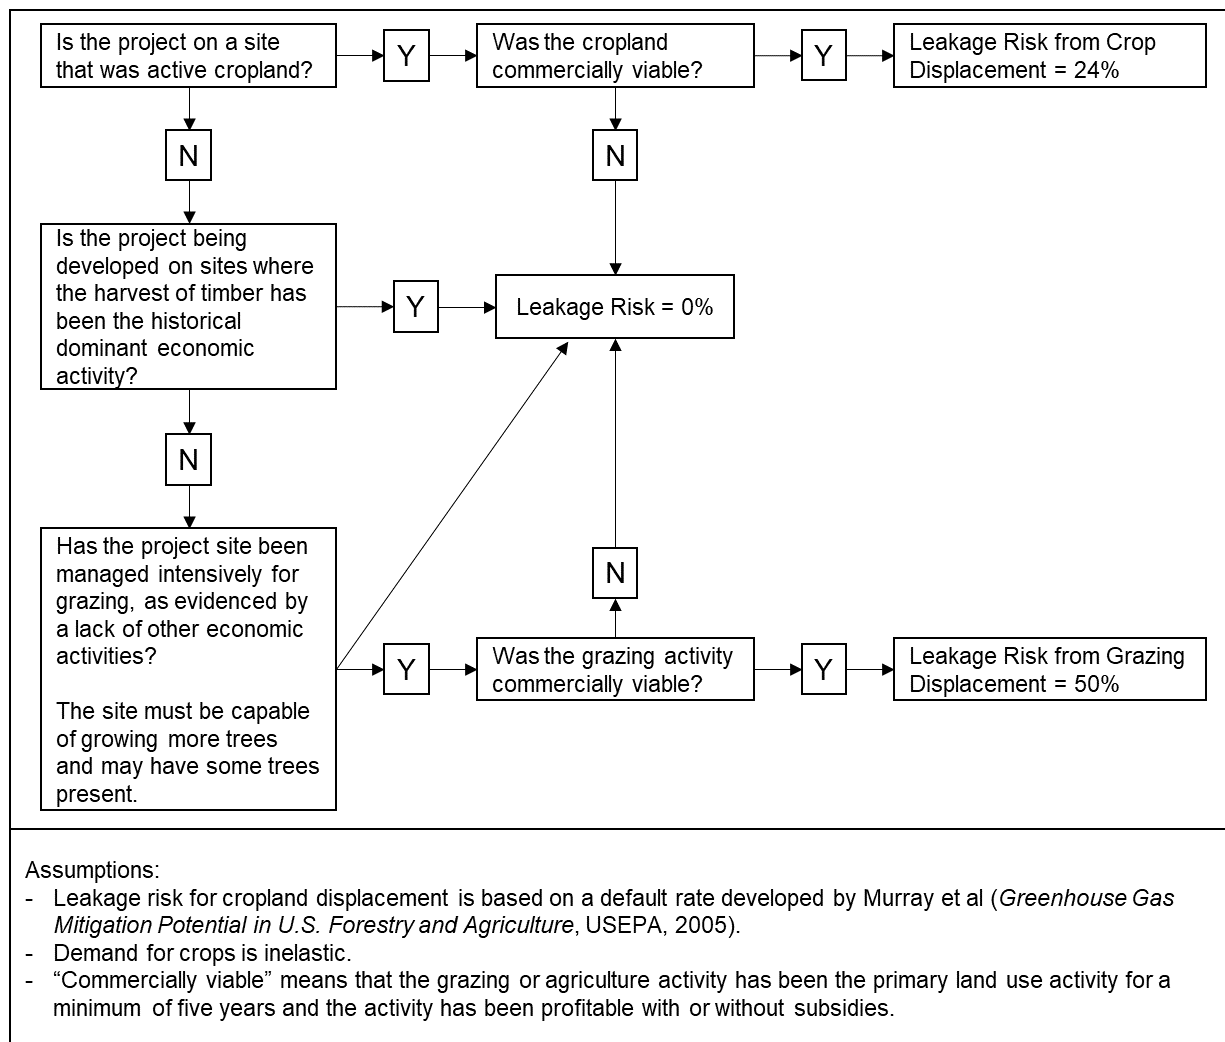 Is the project on a site
that was active cropland?
Y
Was the cropland
commercially viable?
Y
Leakage Risk from Crop
Displacement = 24%
N
N
Is the project being
developed on sites where
the harvest of timber has
been the historical
dominant economic
activity?
Y
Leakage Risk = 0%
N
Has the project site been
managed intensively for
grazing, as evidenced by
a lack of other economic
activities?
The site must be capable
of growing more trees
and may have some trees
present.
N
Y
Was the grazing activity
commercially viable?
Y
Leakage Risk from Grazing
Displacement = 50%
Assumptions:
- Leakage risk for cropland displacement is based on a default rate developed by Murray et al (Greenhouse Gas
Mitigation Potential in U.S. Forestry and Agriculture, USEPA, 2005).
- Demand for crops is inelastic.
- “Commercially viable” means that the grazing or agriculture activity has been the primary land use activity for a
minimum of five years and the activity has been profitable with or without subsidies.